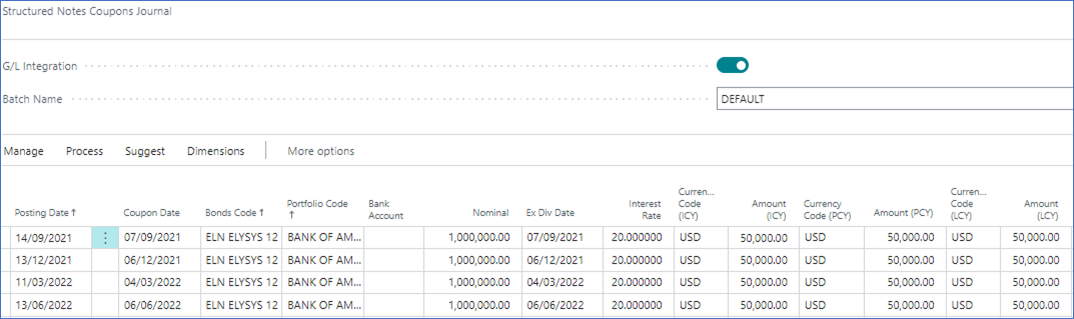 Structured Notes Coupons Journal
G/L Integration
Batch Name DEFAULT
Manage Process Suggest Dimensions More options
Posting Date ↑ Coupon Date Bonds Code ↑ Portfolio Code ↑ Bank Account Nominal Ex Div Date Interest Rate Curren... Code (ICY) Amount (ICY) Currency Code (PCY) Amount (PCY) Curren... Code (LCY) Amount (LCY)
14/09/2021 07/09/2021 ELN ELYSYS 12 BANK OF AM... 1,000,000.00 07/09/2021 20.000000 USD 50,000.00 USD 50,000.00 USD 50,000.00
13/12/2021 06/12/2021 ELN ELYSYS 12 BANK OF AM... 1,000,000.00 06/12/2021 20.000000 USD 50,000.00 USD 50,000.00 USD 50,000.00
11/03/2022 04/03/2022 ELN ELYSYS 12 BANK OF AM... 1,000,000.00 04/03/2022 20.000000 USD 50,000.00 USD 50,000.00 USD 50,000.00
13/06/2022 06/06/2022 ELN ELYSYS 12 BANK OF AM... 1,000,000.00 06/06/2022 20.000000 USD 50,000.00 USD 50,000.00 USD 50,000.00